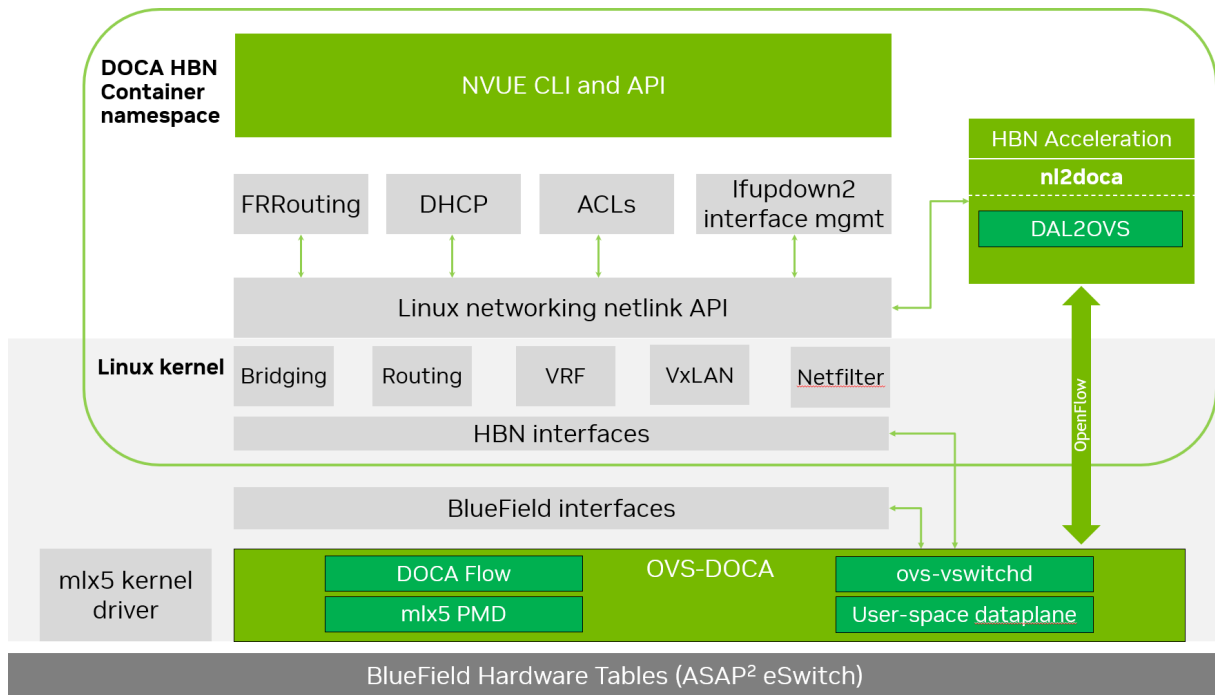 DOCA HBN
Container
namespace
NVUE CLI and API
HBN Acceleration
nl2doca
DAL2OVS
FRRouting
DHCP
ACLs
Ifupdown2
interface mgmt
Linux networking netlink API
Linux kernel
Bridging
Routing
VRF
VxLAN
Netfilter
HBN interfaces
OpenFlow
BlueField interfaces
mlx5 kernel
driver
OVS-DOCA
DOCA Flow
mlx5 PMD
ovs-vswitchd
User-space dataplane
BlueField Hardware Tables (ASAP² eSwitch)